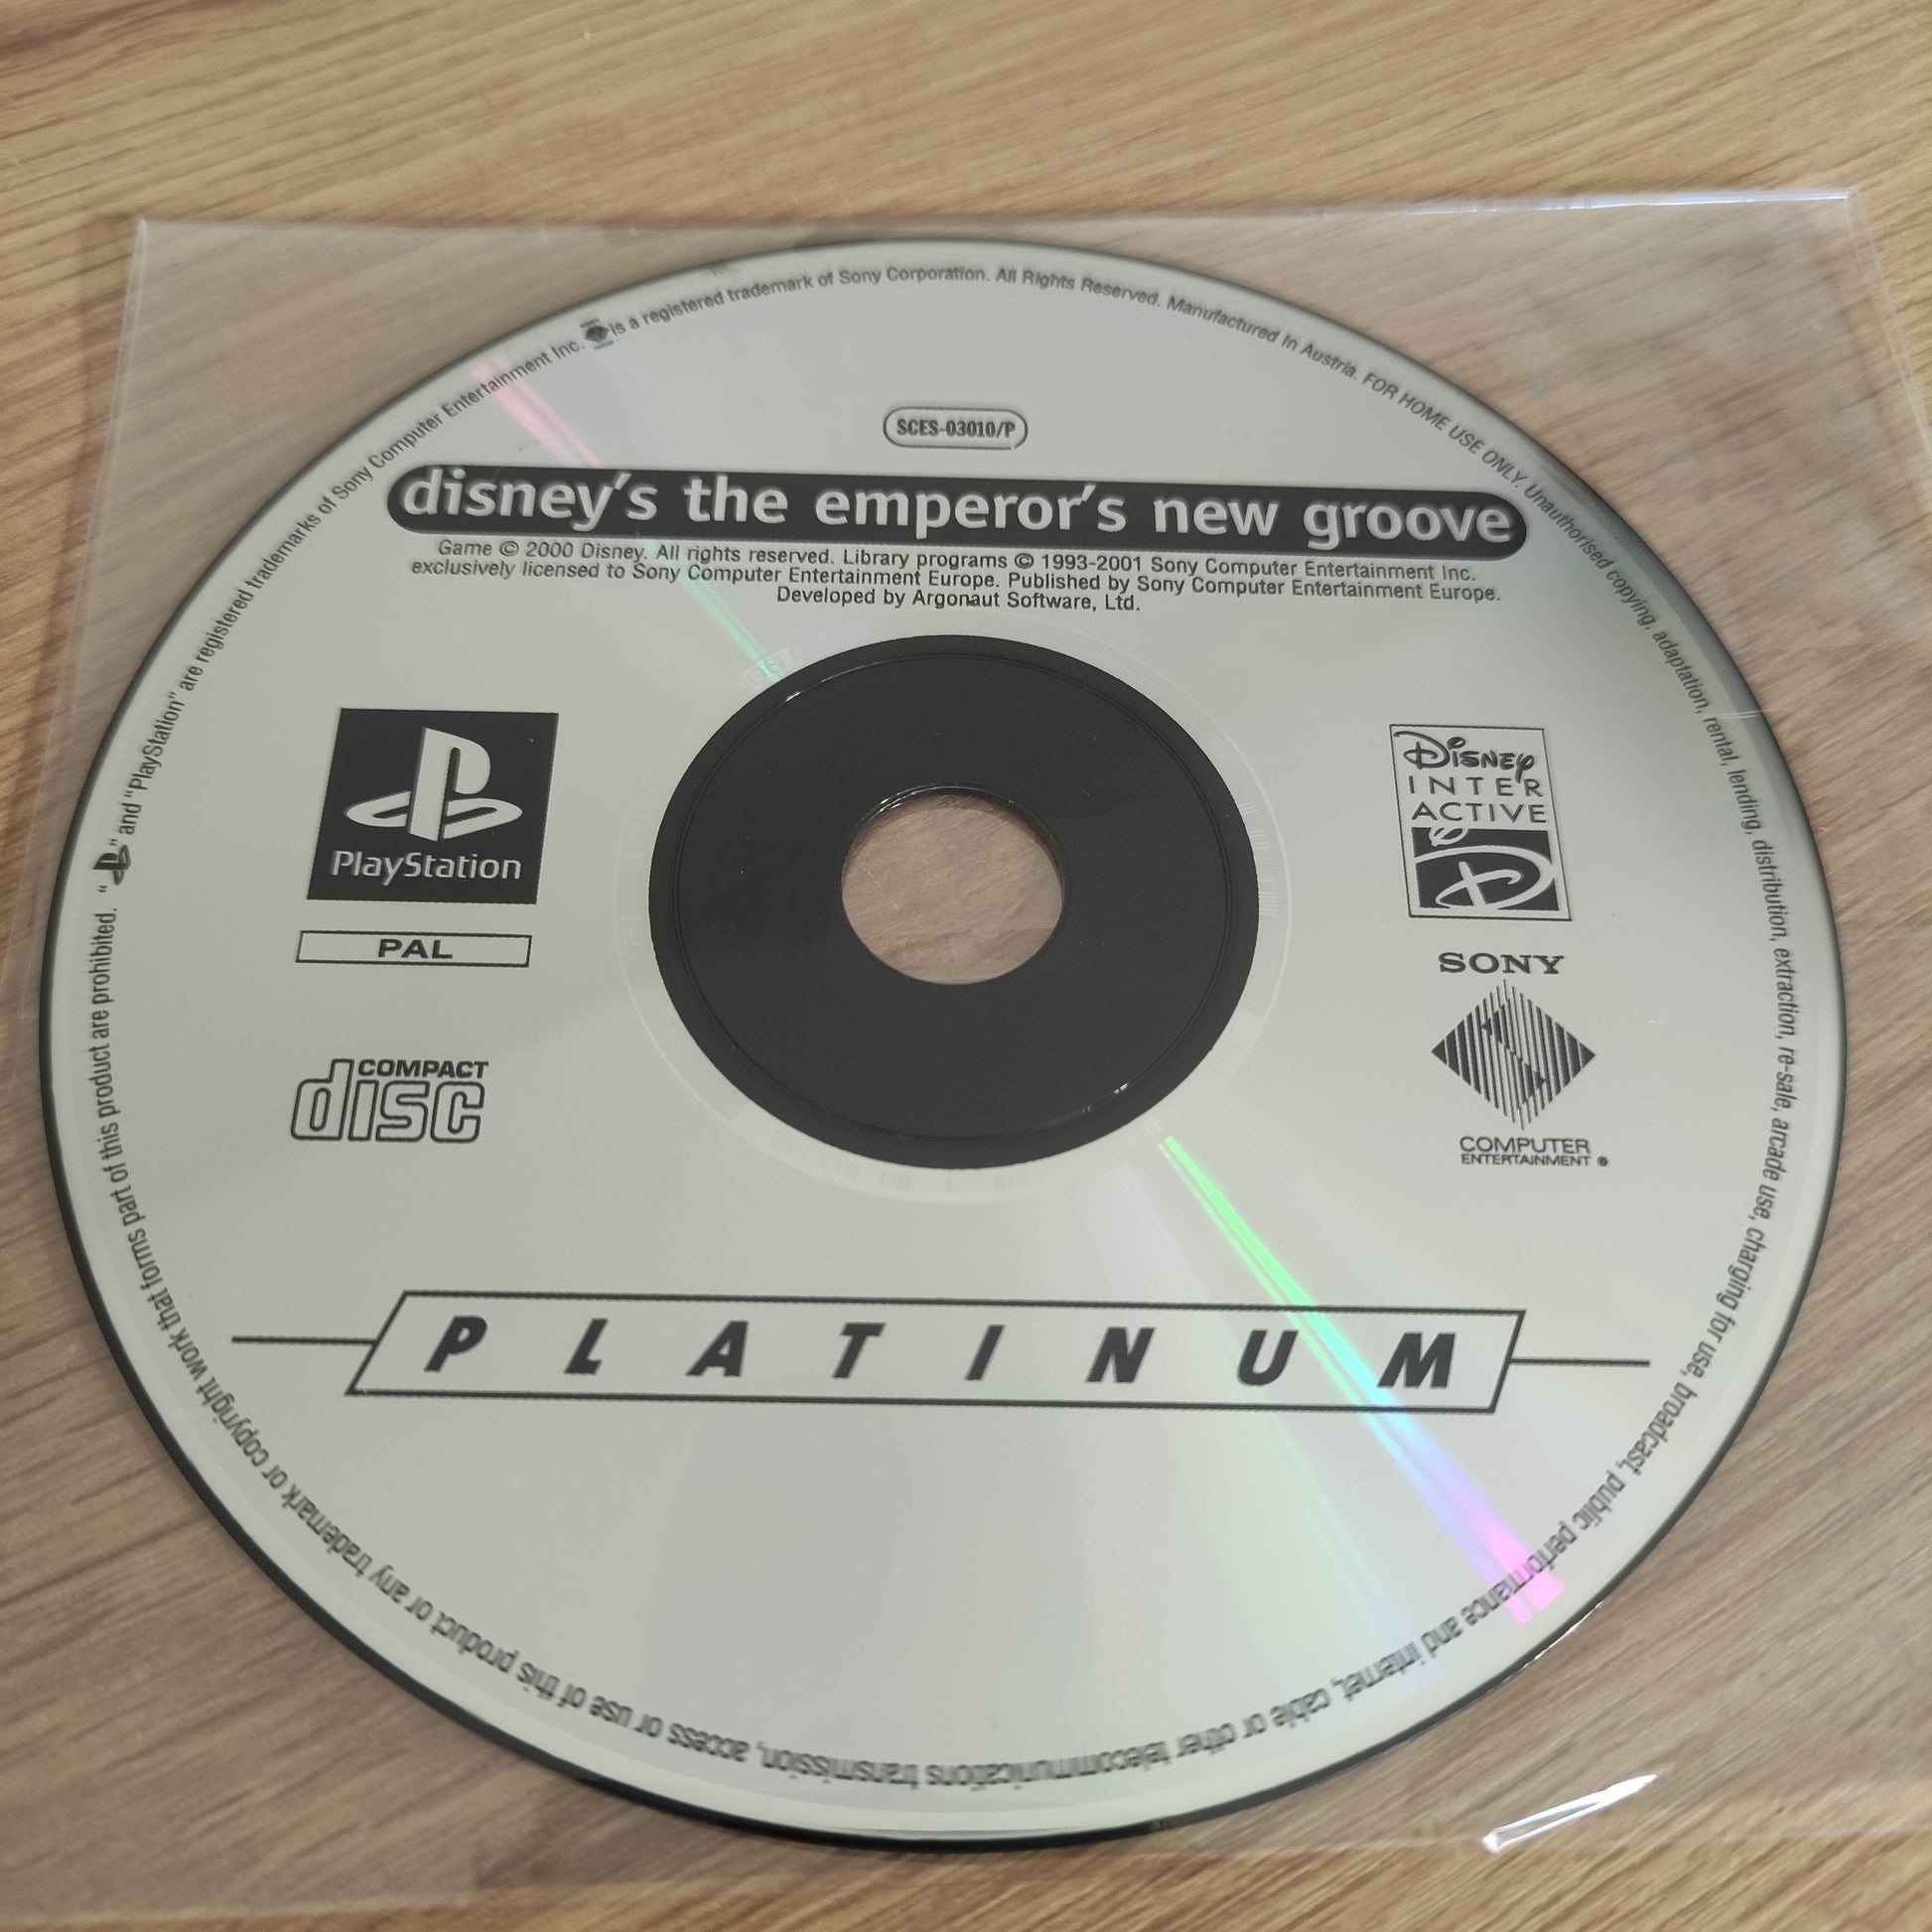 SCES-03010/P
disney's the emperor's new groove
Game © 2000 Disney. All rights reserved. Library programs © 1993-2001 Sony Computer Entertainment Inc.
exclusively licensed to Sony Computer Entertainment Europe. Published by Sony Computer Entertainment Europe.
Developed by Argonaut Software, Ltd.
PlayStation
PAL
COMPACT
disc
Disney
INTER
ACTIVE
D
SONY
COMPUTER
ENTERTAINMENT ®
PLATINUM
" " and "PlayStation" are registered trademarks of Sony Computer Entertainment Inc. is a registered trademark of Sony Corporation. All Rights Reserved. Manufactured In Austria. FOR HOME USE ONLY. Unauthorised copying, adaptation, rental, lending, distribution, extraction, re-sale, arcade use, charging for use, broadcast, public performance and internet, cable or other telecommunications transmission, access or use of this product or any trademark or copyright work that forms part of this product are prohibited.